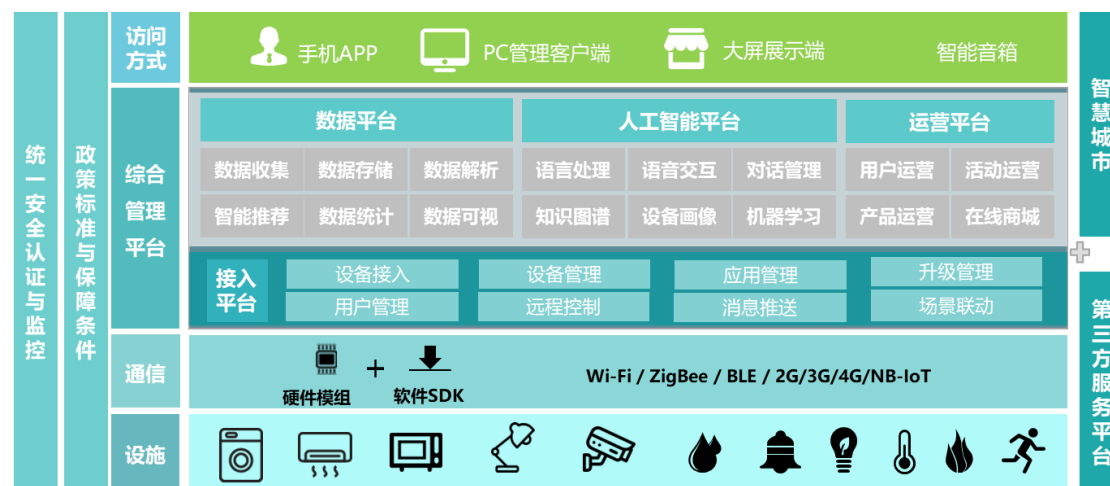 统一安全认证与监控
政策标准与保障条件
访问
方式
手机APP
PC管理客户端
大屏展示端
智能音箱
综合
管理
平台
数据平台
人工智能平台
运营平台
数据收集
数据存储
数据解析
语言处理
语音交互
对话管理
用户运营
活动运营
智能推荐
数据统计
数据可视
知识图谱
设备画像
机器学习
产品运营
在线商城
接入
平台
设备接入
设备管理
应用管理
升级管理
用户管理
远程控制
消息推送
场景联动
通信
+
硬件模组
软件SDK
Wi-Fi / ZigBee / BLE / 2G/3G/4G/NB-IoT
设施
智慧城市
第三方服务平台